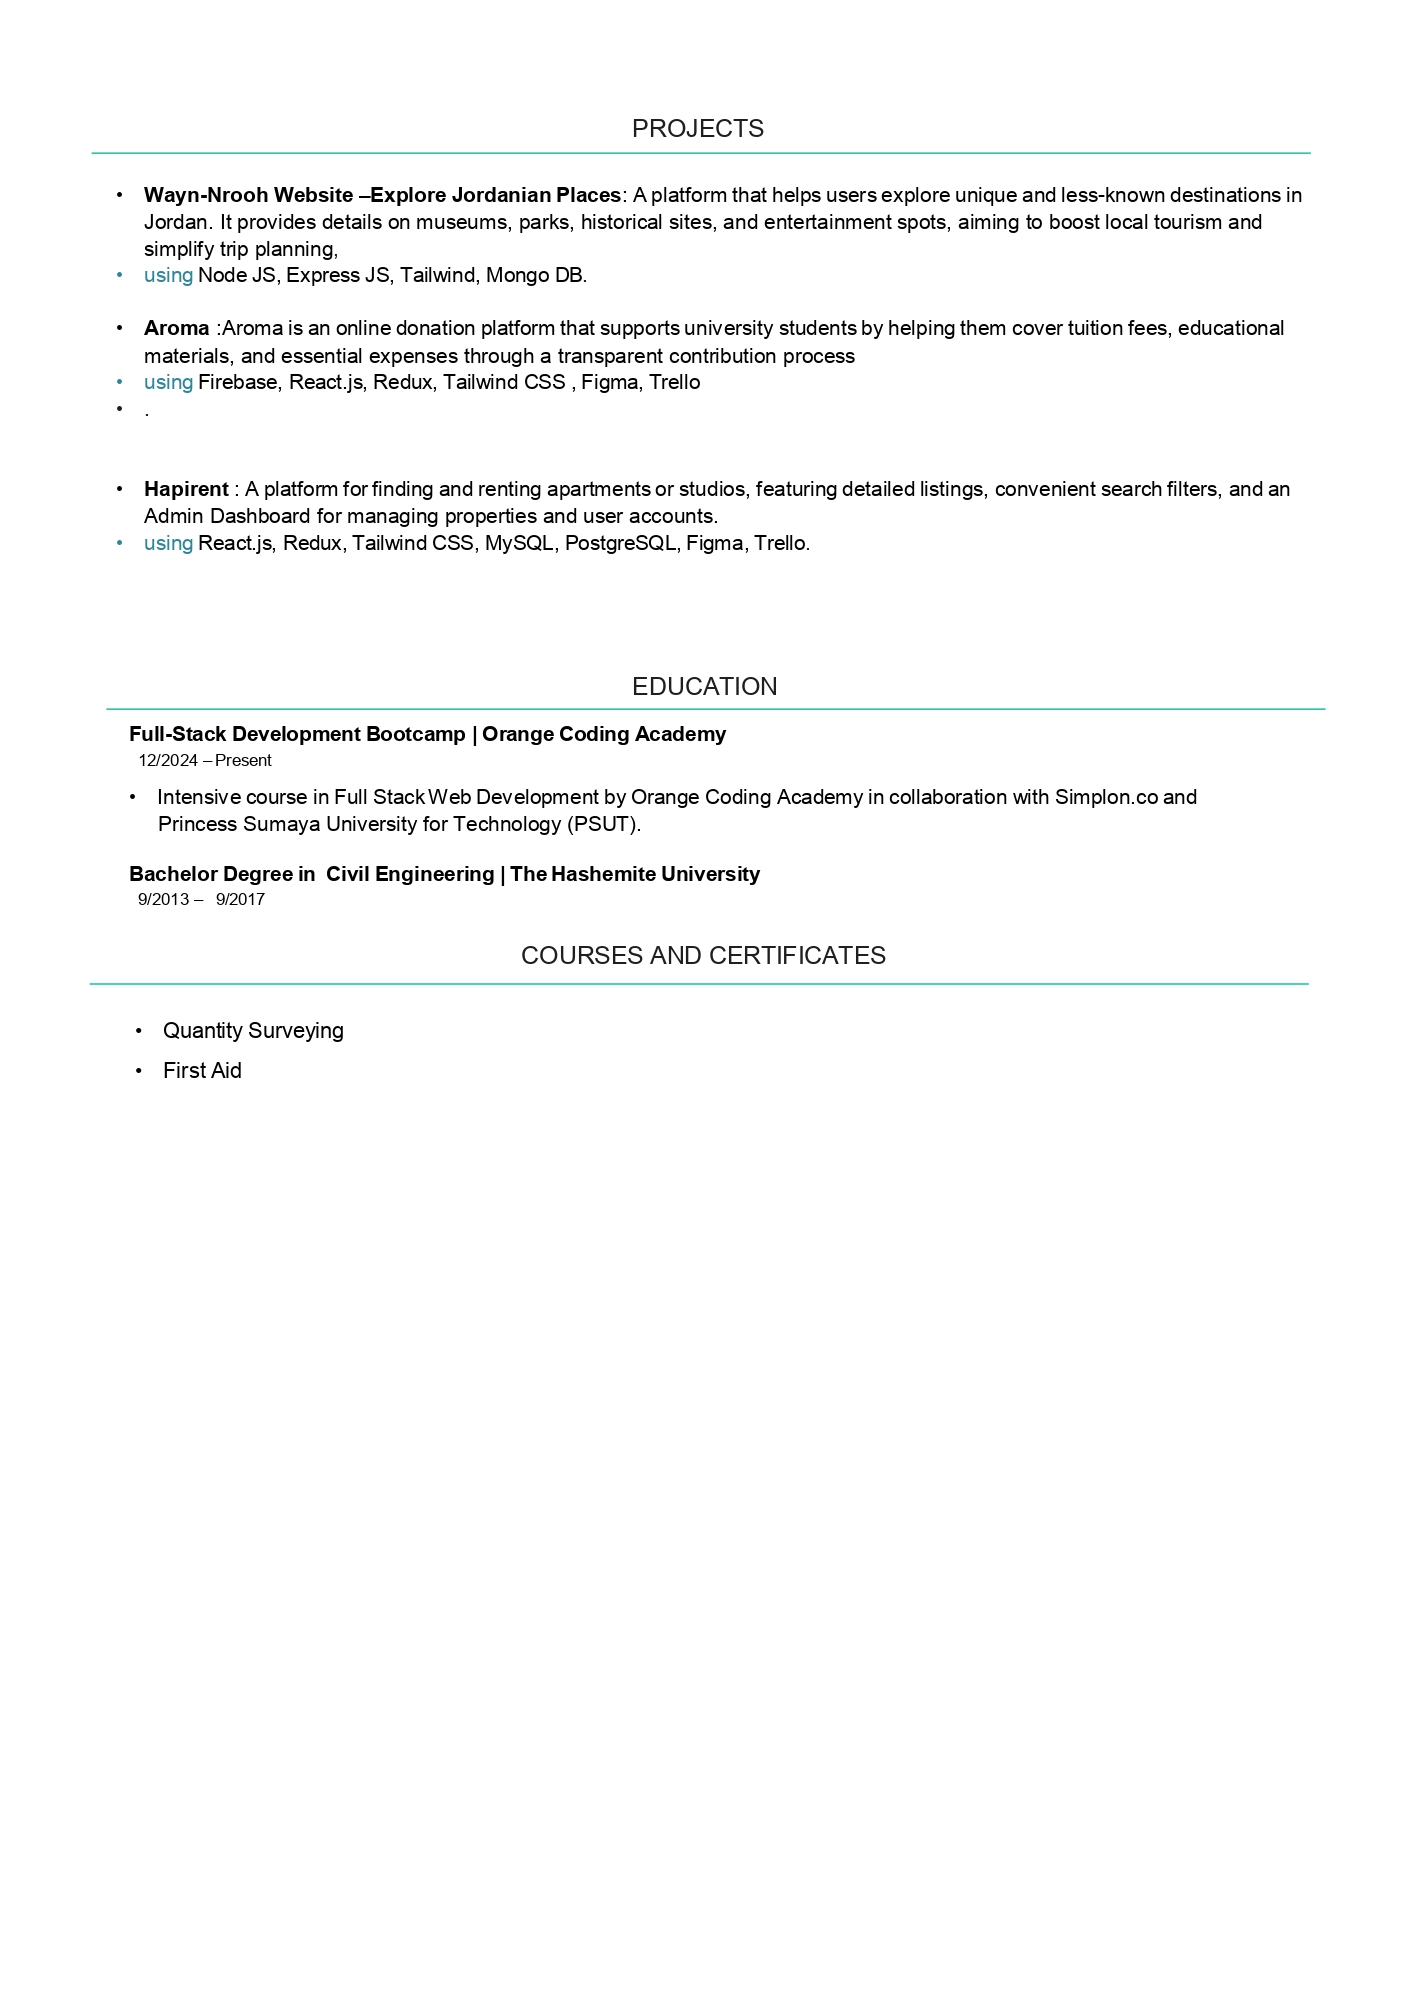 PROJECTS
• Wayn-Nrooh Website –Explore Jordanian Places: A platform that helps users explore unique and less-known destinations in
Jordan. It provides details on museums, parks, historical sites, and entertainment spots, aiming to boost local tourism and
simplify trip planning,
• using Node JS, Express JS, Tailwind, Mongo DB.
• Aroma :Aroma is an online donation platform that supports university students by helping them cover tuition fees, educational
materials, and essential expenses through a transparent contribution process
• using Firebase, React.js, Redux, Tailwind CSS , Figma, Trello
• .
• Hapirent : A platform for finding and renting apartments or studios, featuring detailed listings, convenient search filters, and an
Admin Dashboard for managing properties and user accounts.
• using React.js, Redux, Tailwind CSS, MySQL, PostgreSQL, Figma, Trello.
EDUCATION
Full-Stack Development Bootcamp | Orange Coding Academy
12/2024 – Present
• Intensive course in Full Stack Web Development by Orange Coding Academy in collaboration with Simplon.co and
Princess Sumaya University for Technology (PSUT).
Bachelor Degree in Civil Engineering | The Hashemite University
9/2013 – 9/2017
COURSES AND CERTIFICATES
• Quantity Surveying
• First Aid